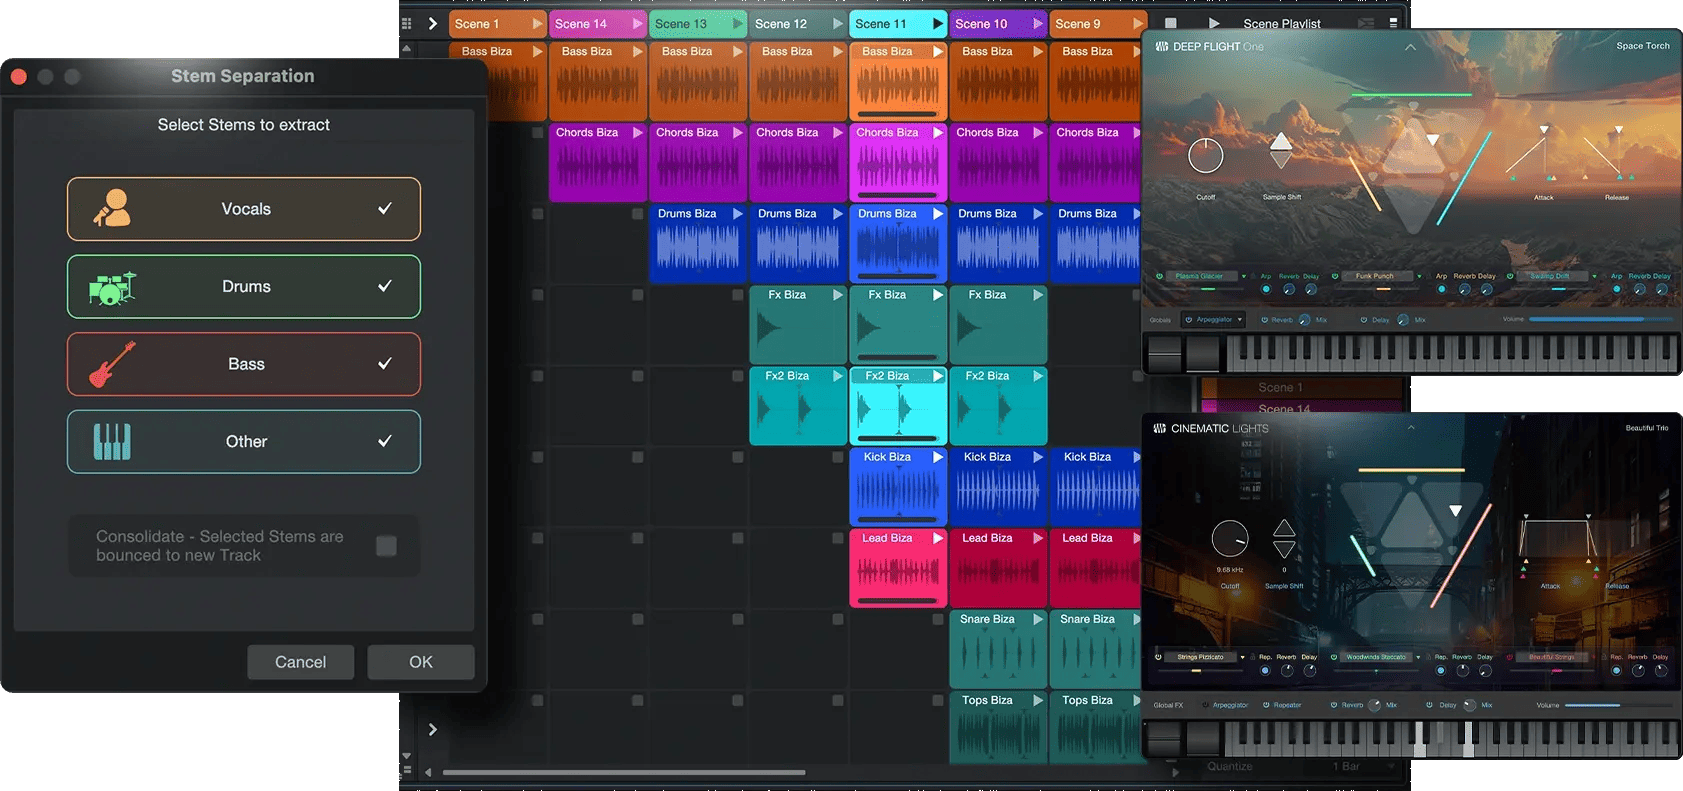 Stem Separation
Select Stems to extract
Vocals
Drums
Bass
Other
Consolidate - Selected Stems are
bounced to new Track
Cancel
OK
Scene 1
Scene 14
Scene 13
Scene 12
Scene 11
Scene 10
Scene 9
Scene Playlist
Bass Biza
Bass Biza
Bass Biza
Bass Biza
Bass Biza
Bass Biza
Bass Biza
Chords Biza
Chords Biza
Chords Biza
Chords Biza
Chords Biza
Chords Biza
Drums Biza
Drums Biza
Drums Biza
Drums Biza
Drums Biza
Fx Biza
Fx Biza
Fx Biza
Fx2 Biza
Fx2 Biza
Fx2 Biza
Kick Biza
Kick Biza
Kick Biza
Lead Biza
Lead Biza
Lead Biza
Snare Biza
Snare Biza
Tops Biza
Tops Biza
DEEP FLIGHT One
Space Torch
Cutoff
Sample Shift
Attack
Release
Plasma Glacier
Arp Reverb Delay
Funk Punch
Arp Reverb Delay
Swamp Drift
Arp Reverb Delay
Globals
Arpeggiator
Reverb
Mix
Delay
Mix
Volume
Scene 1
Scene 14
CINEMATIC LIGHTS
Beautiful Trio
9.68 kHz
0
Cutoff
Sample Shift
Attack
Release
Strings Pizzicato
Rep. Reverb Delay
Woodwinds Staccato
Rep. Reverb Delay
Beautiful Strings
Rep. Reverb Delay
Global FX
Arpeggiator
Repeater
Reverb
Mix
Delay
Mix
Volume
Quantize
1 Bar